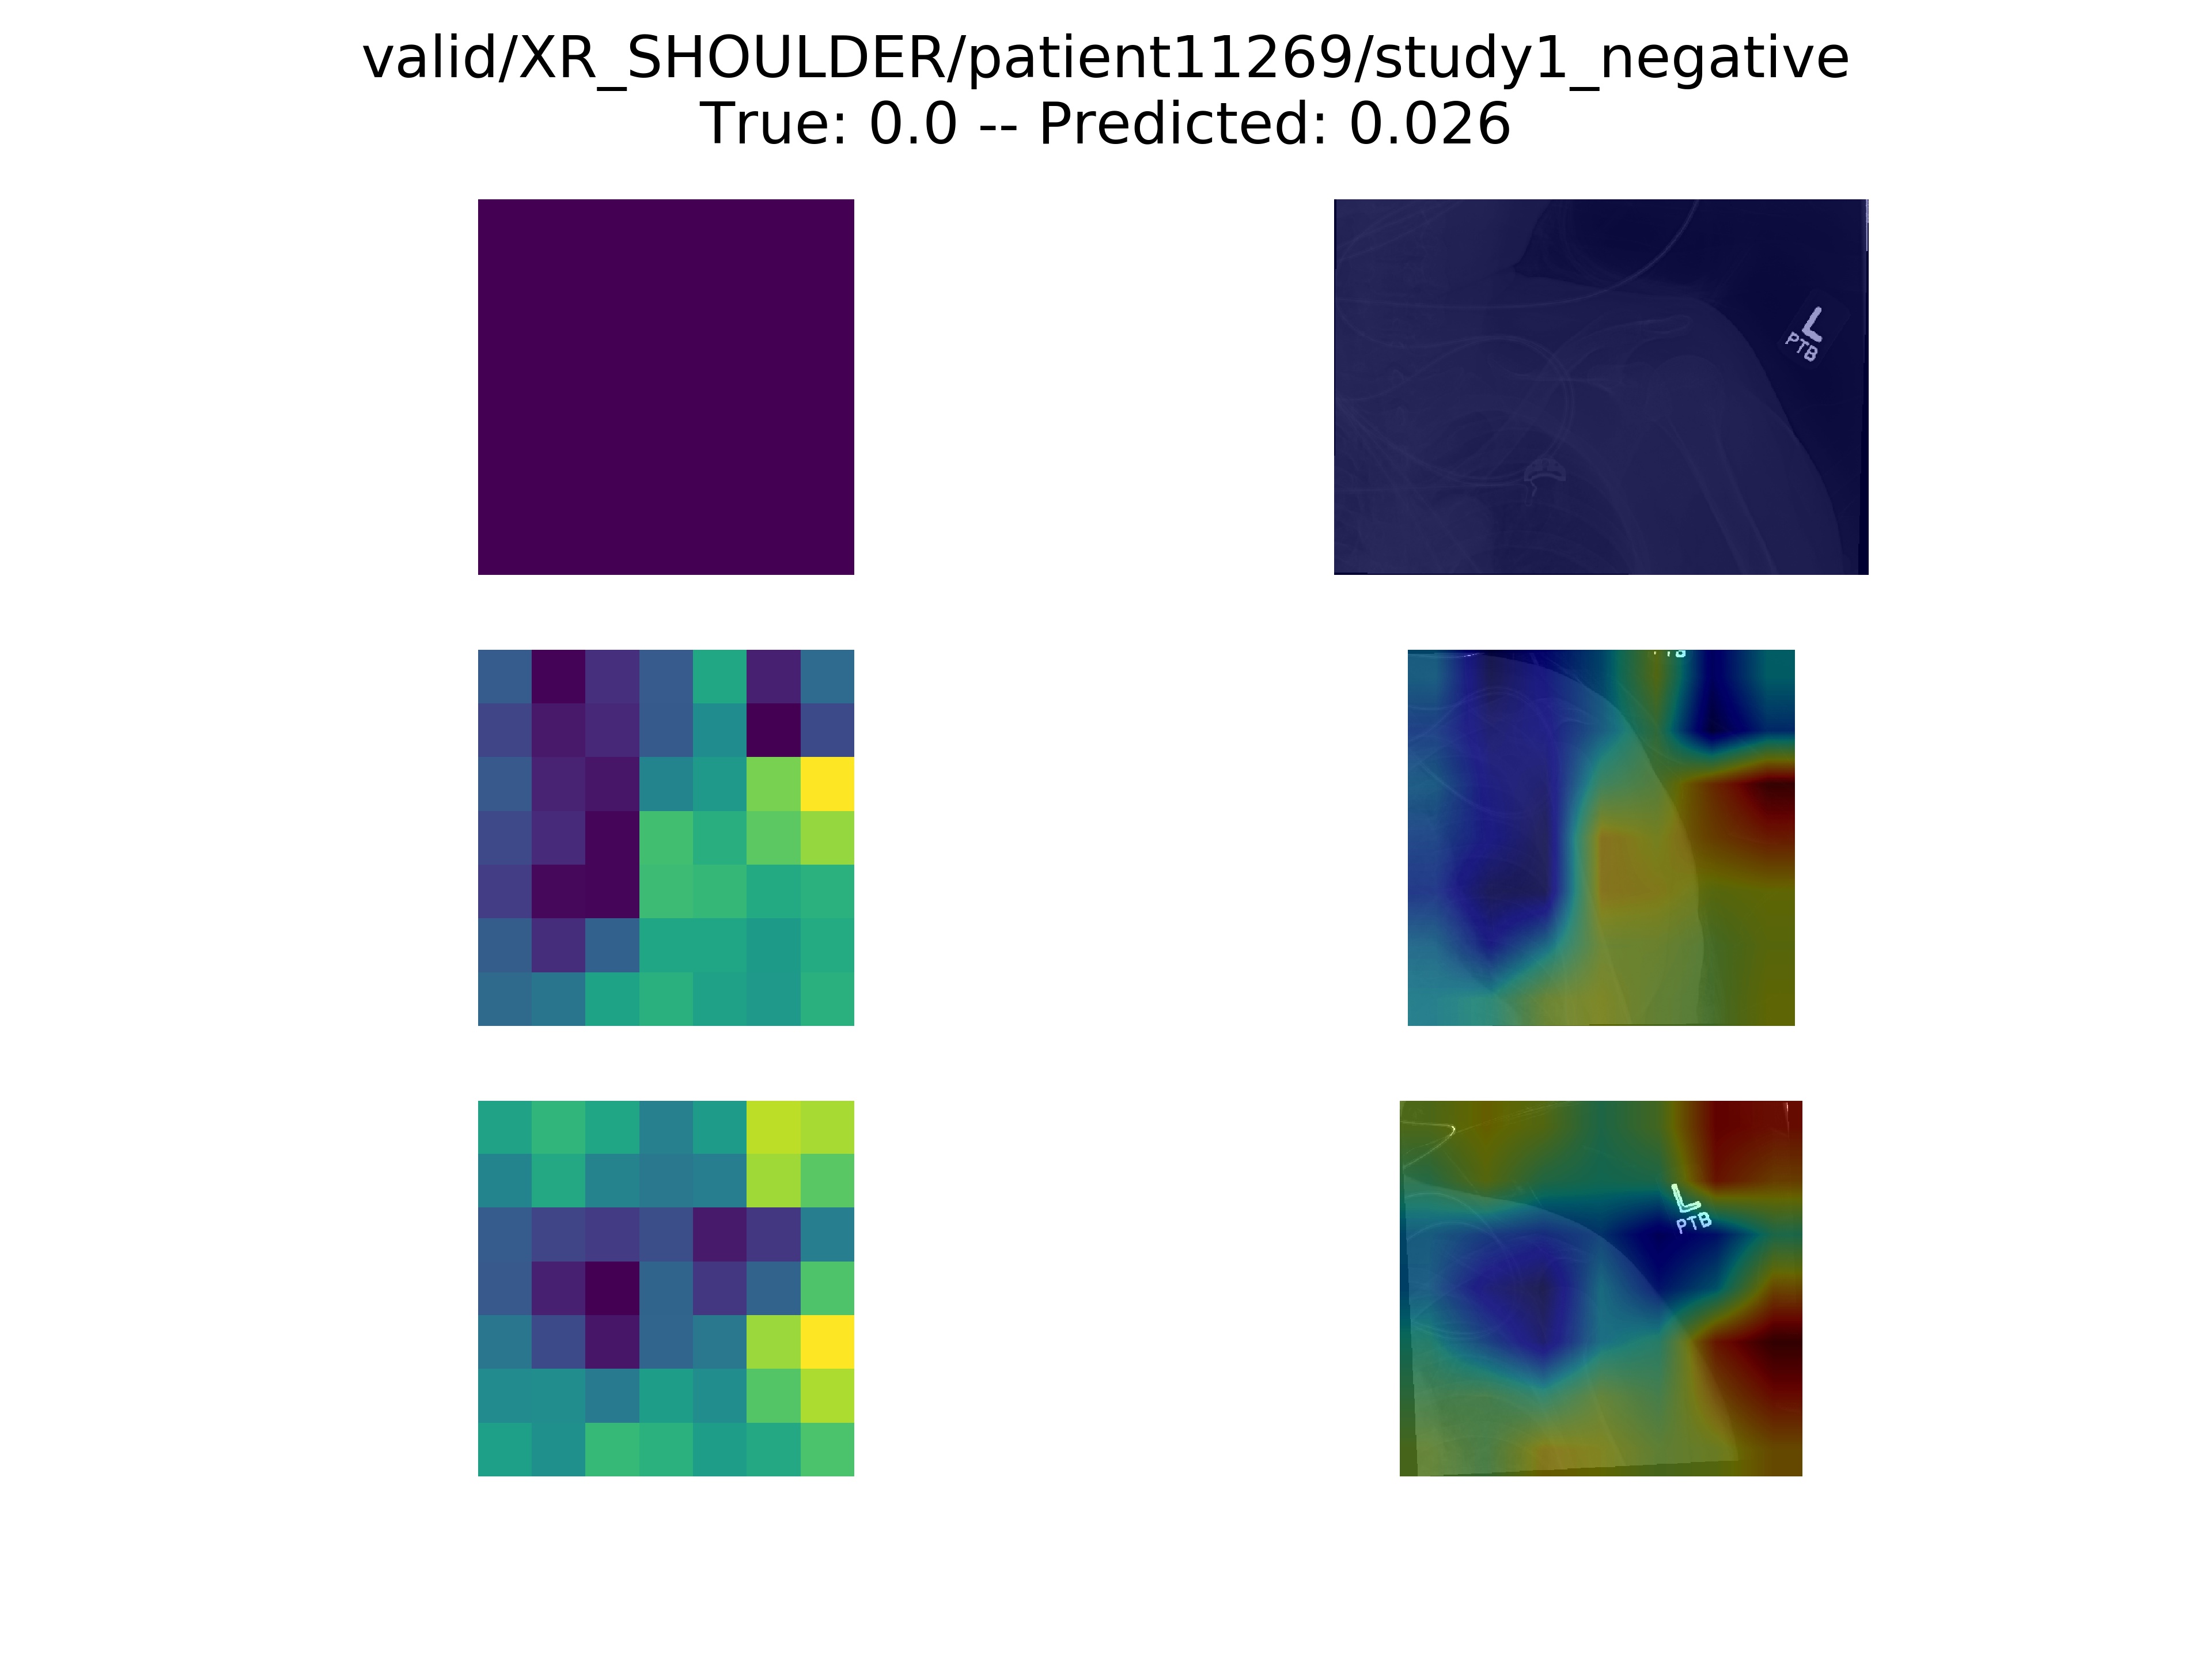 valid/XR_SHOULDER/patient11269/study1_negative
True: 0.0 -- Predicted: 0.026
L
PTB
L
PTB